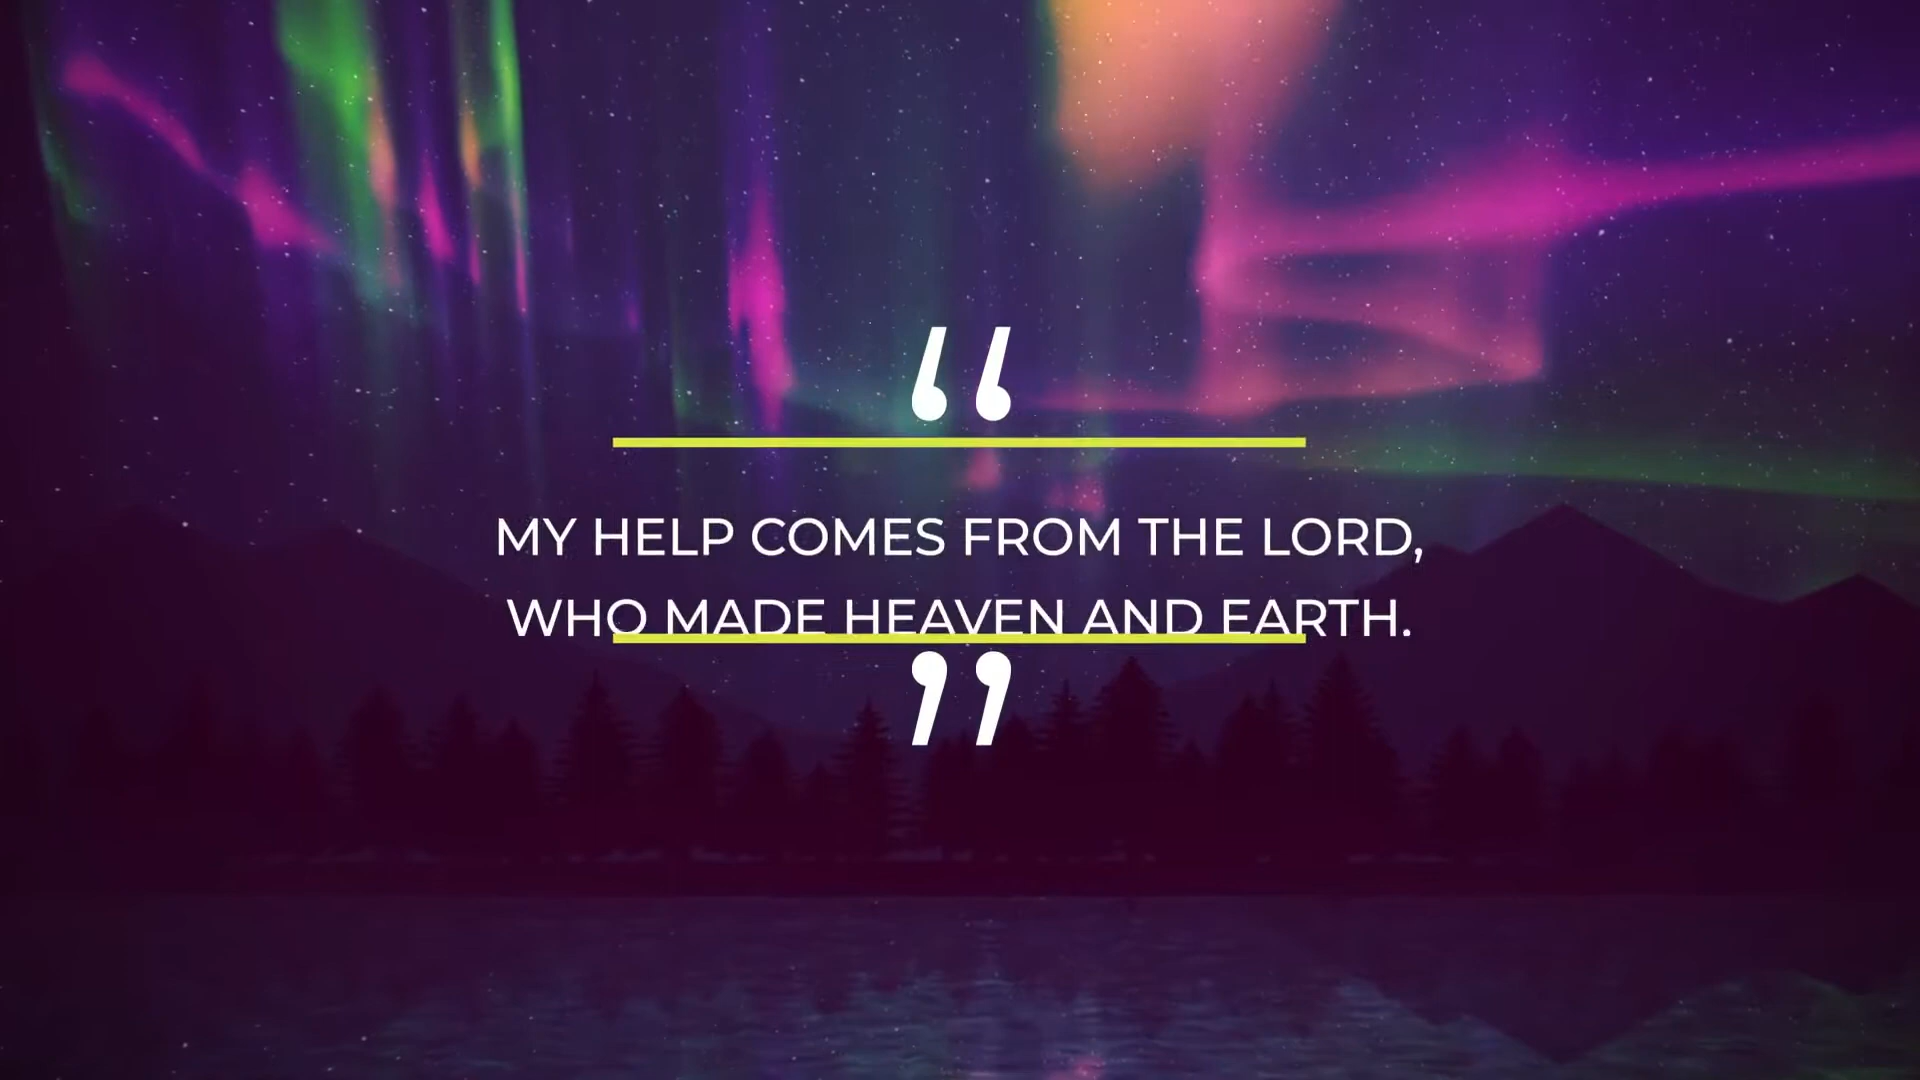 “
MY HELP COMES FROM THE LORD,
WHO MADE HEAVEN AND EARTH.
”